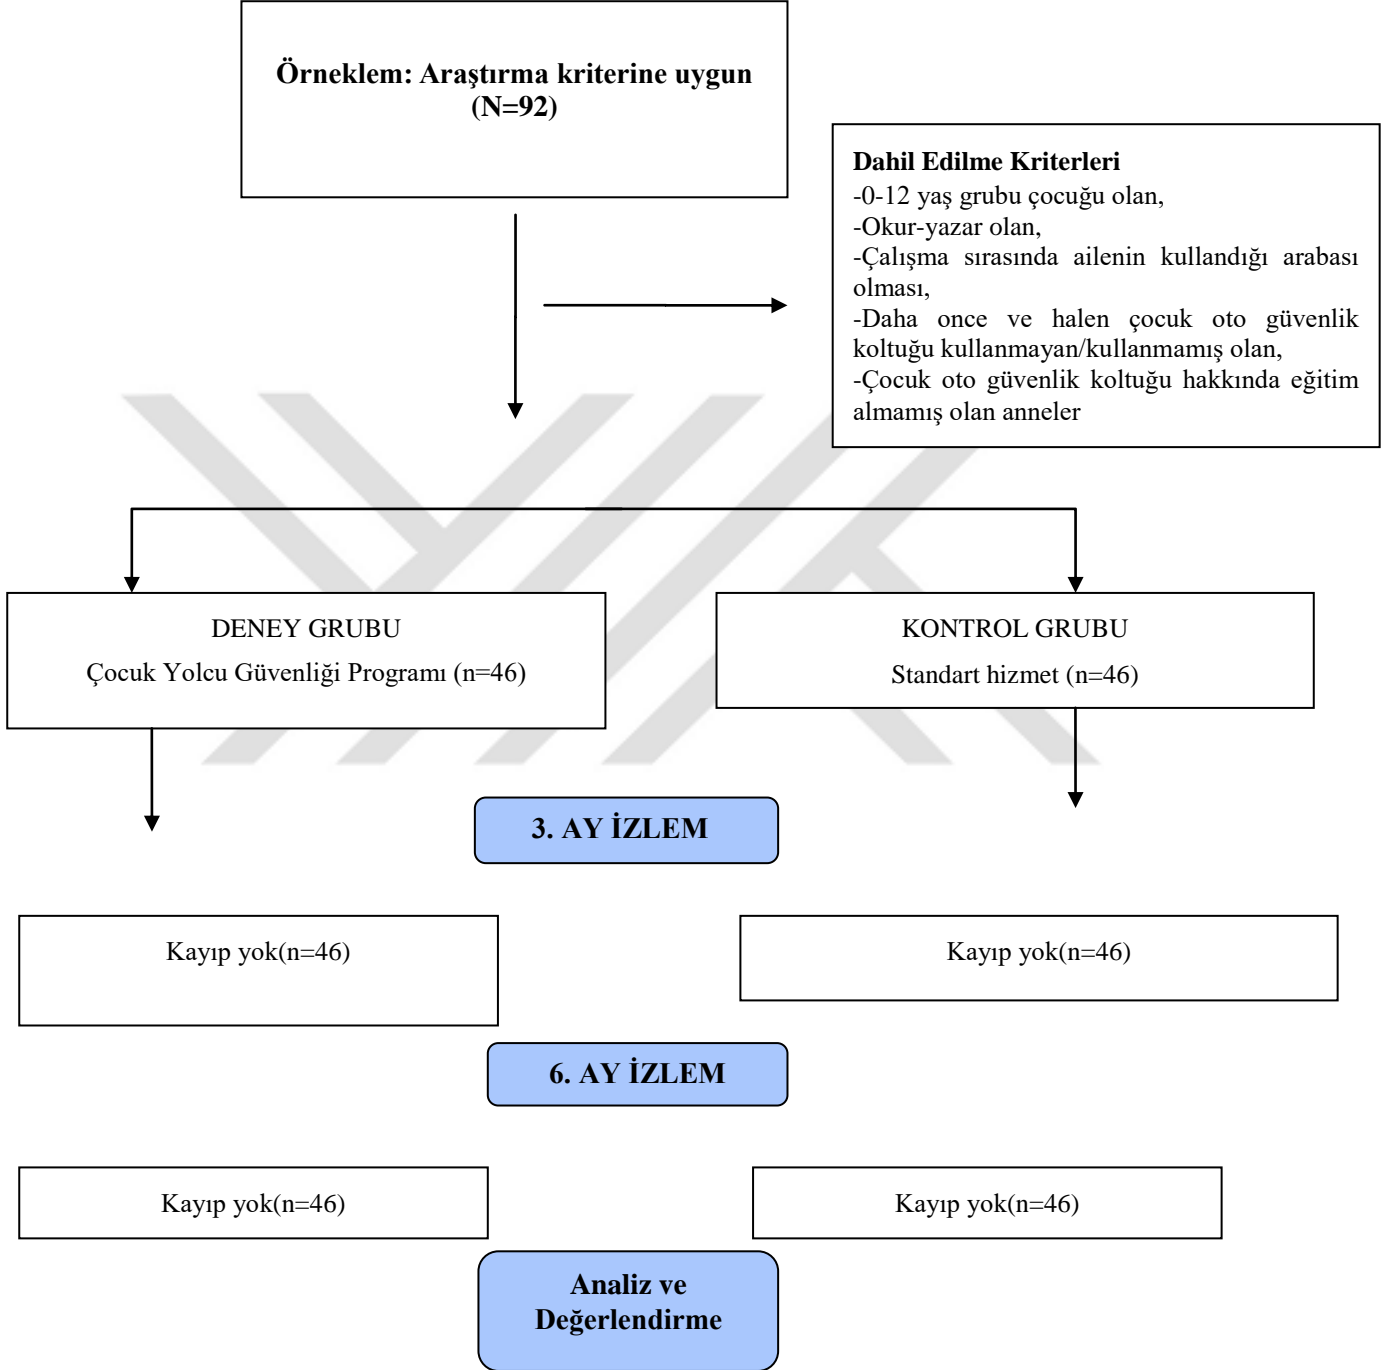 Örneklem: Araştırma kriterine uygun
(N=92)
Dahil Edilme Kriterleri
-0-12 yaş grubu çocuğu olan,
-Okur-yazar olan,
-Çalışma sırasında ailenin kullandığı arabası
olması,
-Daha once ve halen çocuk oto güvenlik
koltuğu kullanmayan/kullanmamış olan,
-Çocuk oto güvenlik koltuğu hakkında eğitim
almamış olan anneler
DENEY GRUBU
Çocuk Yolcu Güvenliği Programı (n=46)
KONTROL GRUBU
Standart hizmet (n=46)
3. AY İZLEM
Kayıp yok(n=46)
Kayıp yok(n=46)
6. AY İZLEM
Kayıp yok(n=46)
Kayıp yok(n=46)
Analiz ve
Değerlendirme